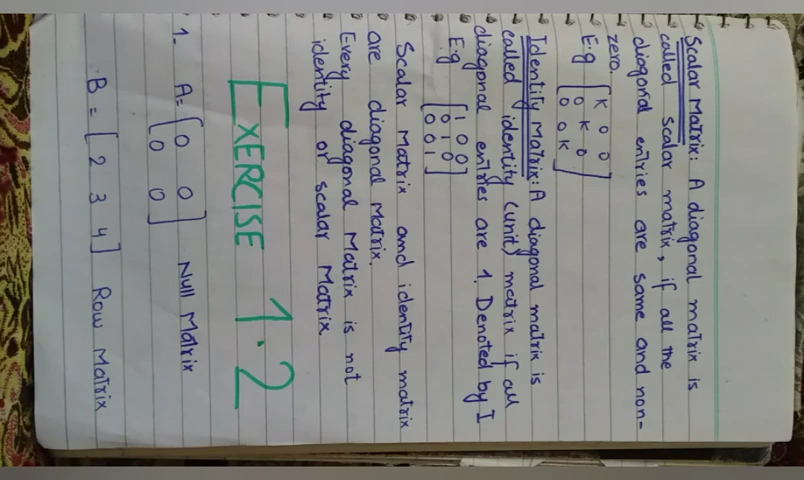 Scalar Matrix: A diagonal matrix is
called scalar matrix, if all the
diagonal entries are same and non-
zero.
E.g [K 0 0
0 K 0
0 0 K]
Identity Matrix: A diagonal matrix is
called identity (unit) matrix if all
diagonal entries are 1. Denoted by I
E.g [1 0 0
0 1 0
0 0 1]
Scalar Matrix and identity matrix
are diagonal Matrix.
Every diagonal Matrix is not
identity or scalar Matrix
EXERCISE 1.2
1- A= [0 0
0 0] Null Matrix
B = [2 3 4] Row Matrix